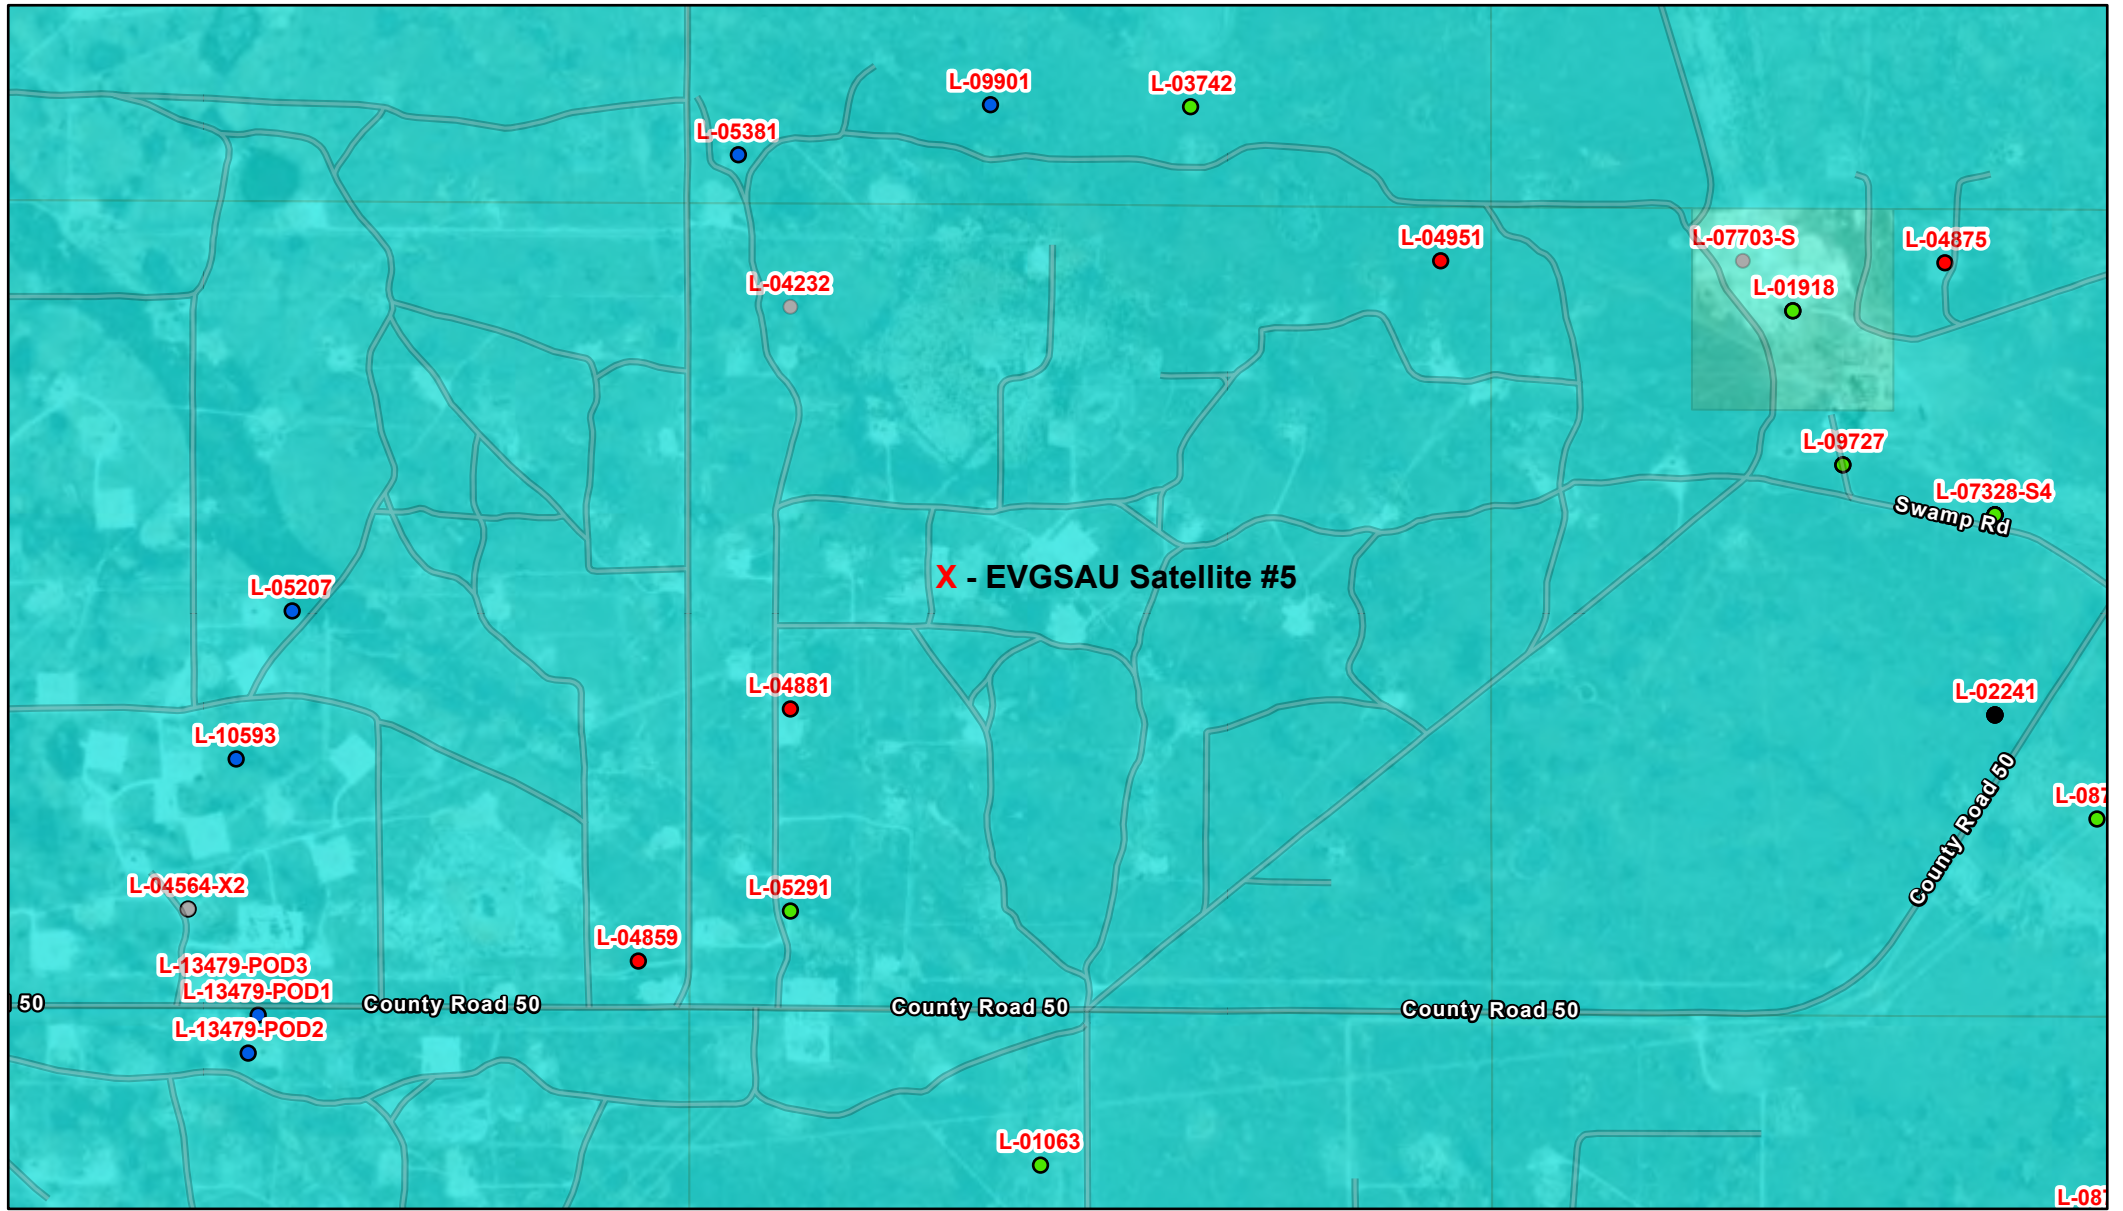 L-09901
L-03742
L-05381
L-04951
L-07703-S
L-04875
L-04232
L-01918
L-09727
L-07328-S4
Swamp Rd
X - EVGSAU Satellite #5
L-05207
L-04881
L-02241
L-10593
County Road 50
L-087
L-04564-X2
L-05291
L-04859
L-13479-POD3
L-13479-POD1
50
County Road 50
County Road 50
County Road 50
L-13479-POD2
L-01063
L-087